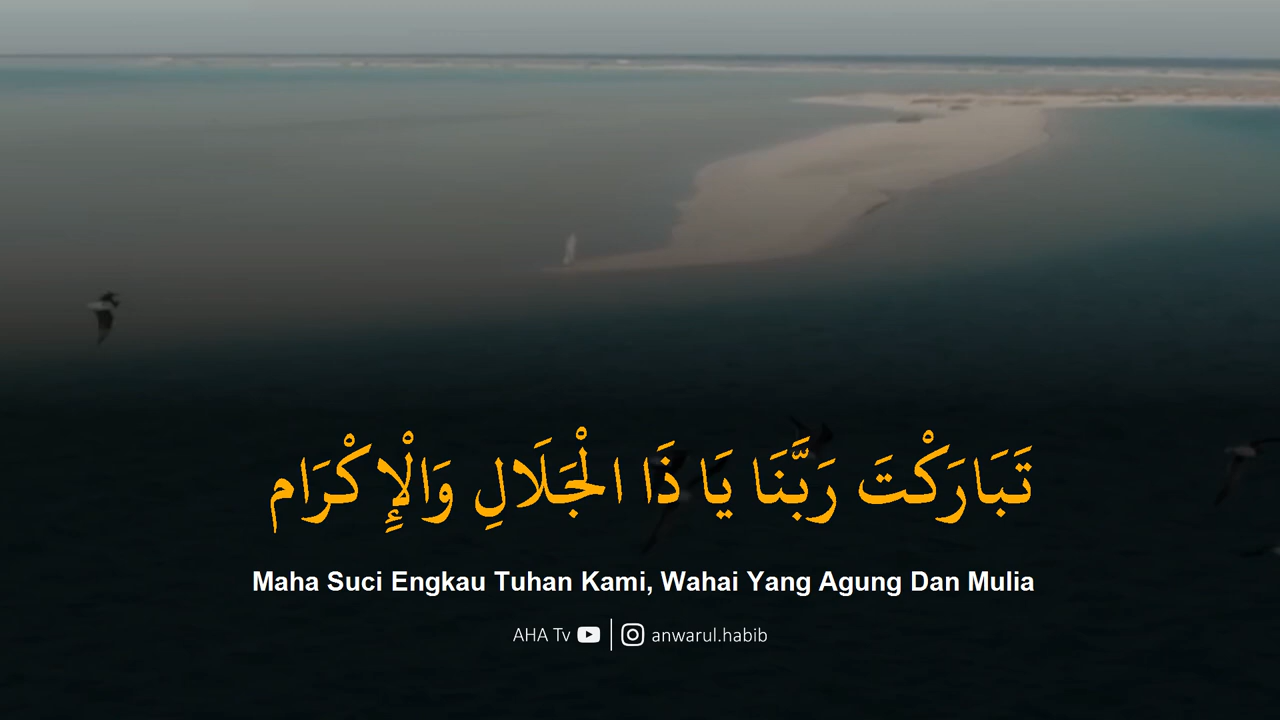 تَبَارَكْتَ رَبَّنَا يَا ذَا الْجَلَالِ وَالْإِكْرَام
Maha Suci Engkau Tuhan Kami, Wahai Yang Agung Dan Mulia
AHA Tv | anwarul.habib